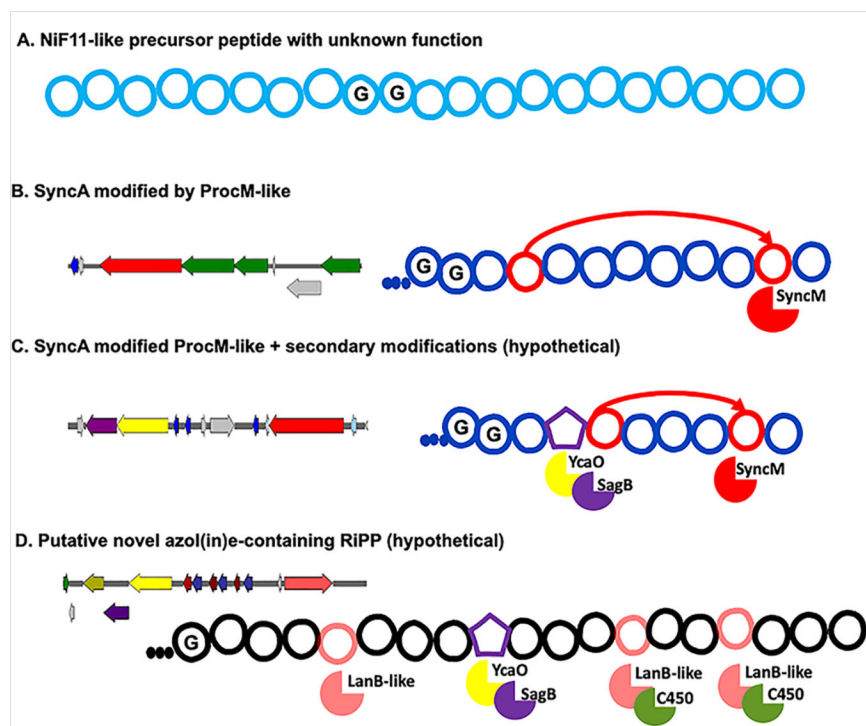 A. NiF11-like precursor peptide with unknown function
G G
B. SyncA modified by ProcM-like
G G
SyncM
C. SyncA modified ProcM-like + secondary modifications (hypothetical)
G G
YcaO
SagB
SyncM
D. Putative novel azol(in)e-containing RiPP (hypothetical)
G
LanB-like
YcaO
SagB
LanB-like
C450
LanB-like
C450